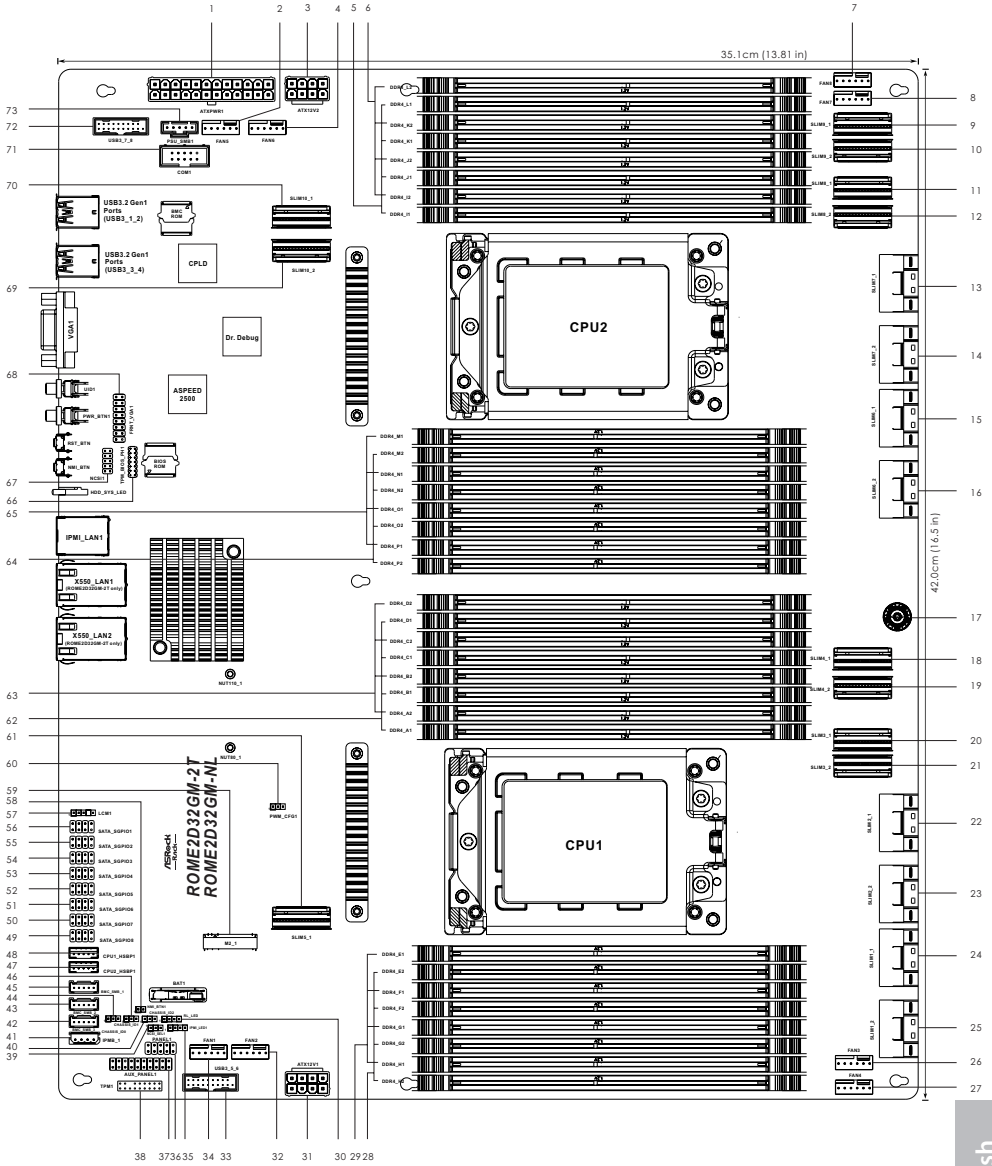 1 2 3 4 5 6 7
35.1cm (13.81 in)
8
9
10
11
12
13
14
15
16
17
18
19
20
21
22
23
24
25
26
27
42.0cm (16.5 in)
73
72
71
70
69
68
67
66
65
64
63
62
61
60
59
58
57
56
55
54
53
52
51
50
49
48
47
46
45
44
43
42
41
40
39
38 37 36 35 34 33 32 31 30 29 28
ATXPWR1
ATX12V2
USB3_7_8
PSU_SMB1
FAN5
FAN6
COM1
USB3.2 Gen1
Ports
(USB3_1_2)
BMC
ROM
SLIM10_1
USB3.2 Gen1
Ports
(USB3_3_4)
CPLD
SLIM10_2
VGA1
Dr. Debug
ASPEED
2500
UID1
PWR_BTN1
FRNT_VGA1
RST_BTN
NMI_BTN
NCSI1
TPM_BIOS_PH1
BIOS
ROM
HDD_SYS_LED
IPMI_LAN1
X550_LAN1
(ROME2D32GM-2T only)
X550_LAN2
(ROME2D32GM-2T only)
NUT110_1
NUT80_1
PWM_CFG1
ASRock
Rack
ROME2D32GM-2T
ROME2D32GM-NL
LCM1
SATA_SGPIO1
SATA_SGPIO2
SATA_SGPIO3
SATA_SGPIO4
SATA_SGPIO5
SATA_SGPIO6
SATA_SGPIO7
SATA_SGPIO8
CPU1_HSBP1
CPU2_HSBP1
BMC_SMB_1
IPMB_1
M2_1
SLIM5_1
BAT1
PANEL1
AUX_PANEL1
TPM1
FAN1
FAN2
USB3_5_6
ATX12V1
DDR4_L1
DDR4_K2
DDR4_K1
DDR4_J2
DDR4_J1
DDR4_I2
DDR4_I1
CPU2
DDR4_M1
DDR4_M2
DDR4_N1
DDR4_N2
DDR4_O1
DDR4_O2
DDR4_P1
DDR4_P2
DDR4_D2
DDR4_D1
DDR4_C2
DDR4_C1
DDR4_B2
DDR4_B1
DDR4_A2
DDR4_A1
CPU1
DDR4_E1
DDR4_E2
DDR4_F1
DDR4_F2
DDR4_G1
DDR4_G2
DDR4_H1
FAN8
FAN7
SLIM9_1
SLIM9_2
SLIM8_1
SLIM8_2
SLIM7_1
SLIM7_2
SLIM6_1
SLIM6_2
SLIM4_1
SLIM4_2
SLIM3_1
SLIM3_2
SLIM2_1
SLIM2_2
SLIM1_1
SLIM1_2
FAN3
FAN4